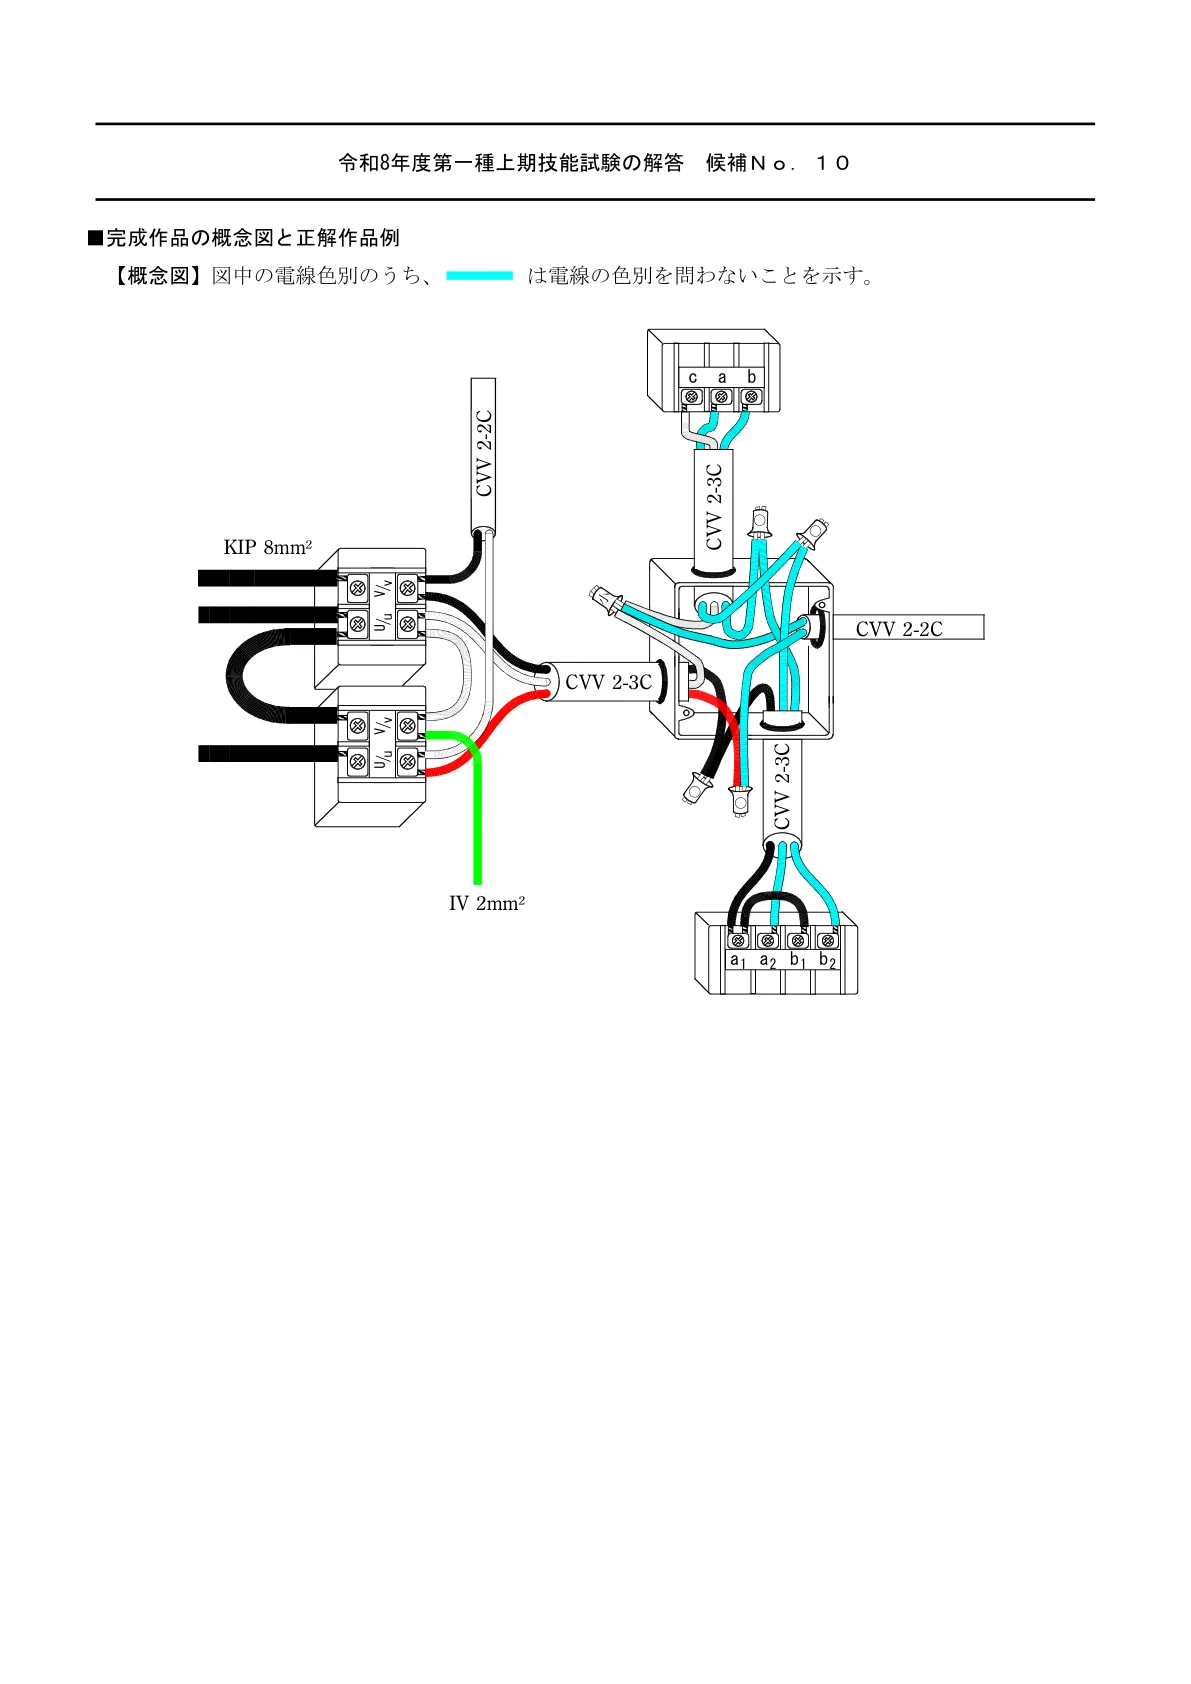 令和8年度第一種上期技能試験の解答　候補Ｎｏ．１０
■完成作品の概念図と正解作品例
【概念図】図中の電線色別のうち、　　　は電線の色別を問わないことを示す。
c a b
CVV 2-2C
CVV 2-3C
KIP 8mm²
V/v
U/u
CVV 2-2C
CVV 2-3C
V/v
U/u
CVV 2-3C
IV 2mm²
a₁ a₂ b₁ b₂